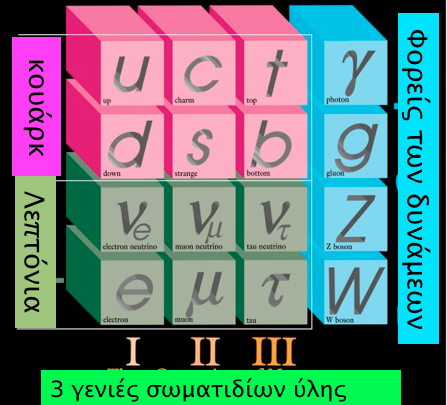 κουάρκ
Λεπτόνια
u c t γ
up charm top photon
d s b g
down strange bottom gluon
νe νμ ντ Z
electron neutrino muon neutrino tau neutrino Z boson
e μ τ W
electron muon tau W boson
φορείς των δυνάμεων
I II III
3 γενιές σωματιδίων ύλης